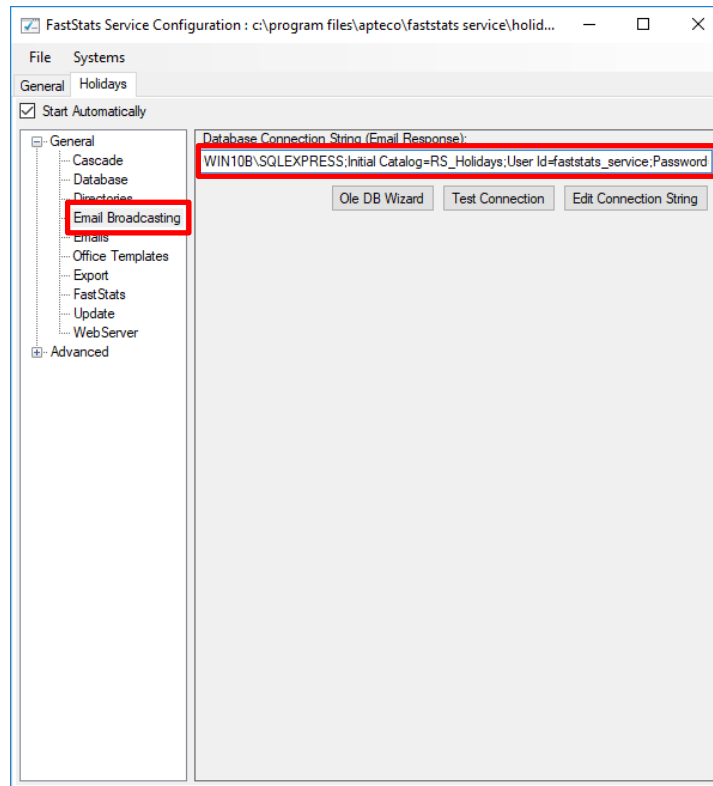 FastStats Service Configuration : c:\program files\apteco\faststats service\holid...
File Systems
General Holidays
Start Automatically
General
Cascade
Database
Directories
Email Broadcasting
Emails
Office Templates
Export
FastStats
Update
WebServer
Advanced
Database Connection String (Email Response):
WIN10B\SQLEXPRESS;Initial Catalog=RS_Holidays;User Id=faststats_service;Password
Ole DB Wizard Test Connection Edit Connection String